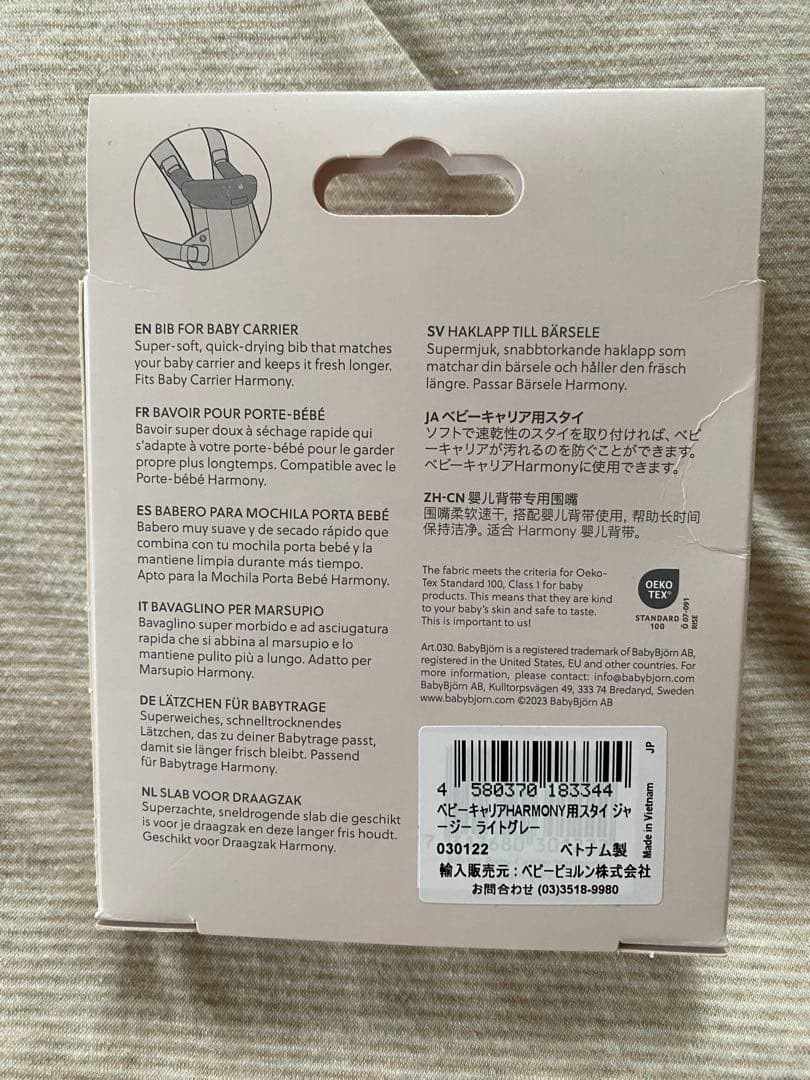 EN BIB FOR BABY CARRIER
Super-soft, quick-drying bib that matches
your baby carrier and keeps it fresh longer.
Fits Baby Carrier Harmony.
FR BAVOIR POUR PORTE-BÉBÉ
Bavoir super doux à séchage rapide qui
s'adapte à votre porte-bébé pour le garder
propre plus longtemps. Compatible avec le
Porte-bébé Harmony.
ES BABERO PARA MOCHILA PORTA BEBÉ
Babero muy suave y de secado rápido que
combina con tu mochila porta bebé y la
mantiene limpia durante más tiempo.
Apto para la Mochila Porta Bebé Harmony.
IT BAVAGLINO PER MARSUPIO
Bavaglino super morbido e ad asciugatura
rapida che si abbina al marsupio e lo
mantiene pulito più a lungo. Adatto per
Marsupio Harmony.
DE LÄTZCHEN FÜR BABYTRAGE
Superweiches, schnelltrocknendes
Lätzchen, das zu deiner Babytrage passt,
damit sie länger frisch bleibt. Passend
für Babytrage Harmony.
NL SLAB VOOR DRAAGZAK
Superzachte, sneldrogende slab die geschikt
is voor je draagzak en deze langer fris houdt.
Geschikt voor Draagzak Harmony.
SV HAKLAPP TILL BÄRSELE
Supermjuk, snabbtorkande haklapp som
matchar din bärsele och håller den fräsch
längre. Passar Bärsele Harmony.
JA ベビーキャリア用スタイ
ソフトで速乾性のスタイを取り付ければ、ベビ
ーキャリアが汚れるのを防ぐことができます。
ベビーキャリアHarmonyに使用できます。
ZH-CN 婴儿背带专用围嘴
围嘴柔软速干, 搭配婴儿背带使用, 帮助长时间
保持洁净。适合 Harmony 婴儿背带。
The fabric meets the criteria for Oeko-
Tex Standard 100, Class 1 for baby
products. This means that they are kind
to your baby's skin and safe to taste.
This is important to us!
OEKO
TEX®
STANDARD
100
Ö 07-091
RISE
Art.030. BabyBjörn is a registered trademark of BabyBjörn AB,
registered in the United States, EU and other countries. For
more information, please contact: info@babybjorn.com
BabyBjörn AB, Kulltorpsvägen 49, 333 74 Bredaryd, Sweden
www.babybjorn.com ©2023 BabyBjörn AB
4 580370 183344
ベビーキャリアHARMONY用スタイ ジャ
ージー ライトグレー
030122 ベトナム製
輸入販売元：ベビービョルン株式会社
お問合わせ (03)3518-9980
Made in Vietnam
JP